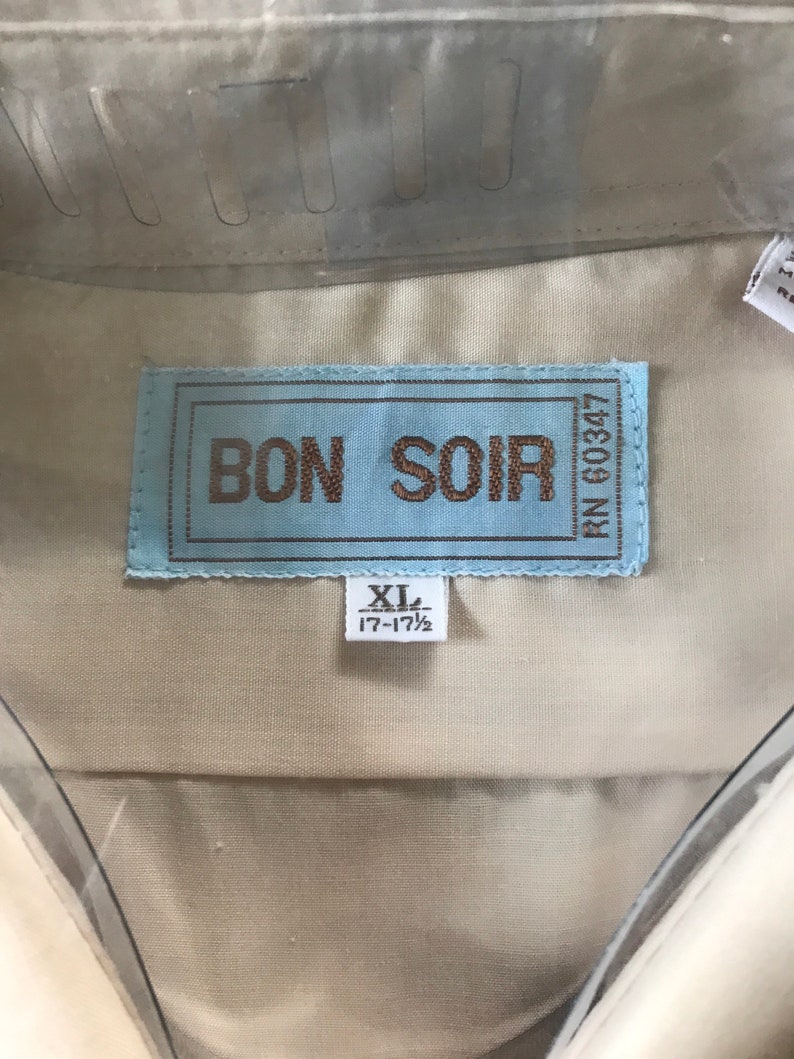 BON SOIR
RN 60347
XL
17-17½